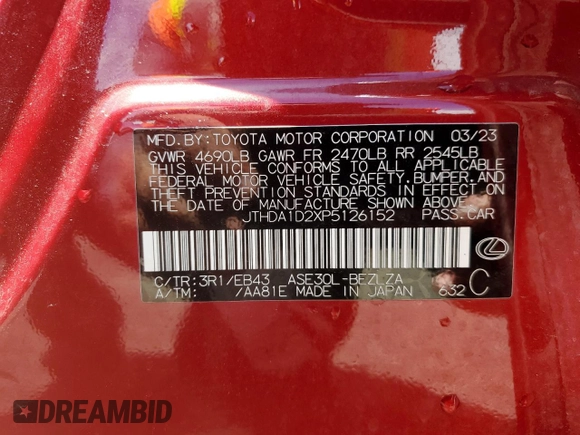 MFD.BY:TOYOTA MOTOR CORPORATION 03/23
GVWR 4690LB GAWR FR 2470LB RR 2545LB
THIS VEHICLE CONFORMS TO ALL APPLICABLE
FEDERAL MOTOR VEHICLE SAFETY,BUMPER,AND
THEFT PREVENTION STANDARDS IN EFFECT ON
THE DATE OF MANUFACTURE SHOWN ABOVE.
JTHDA1D2XP5126152 PASS.CAR
C/TR:3R1/EB43 ASE30L-BEZLZA
A/TM: /AA81E MADE IN JAPAN 632 C
DREAMBID